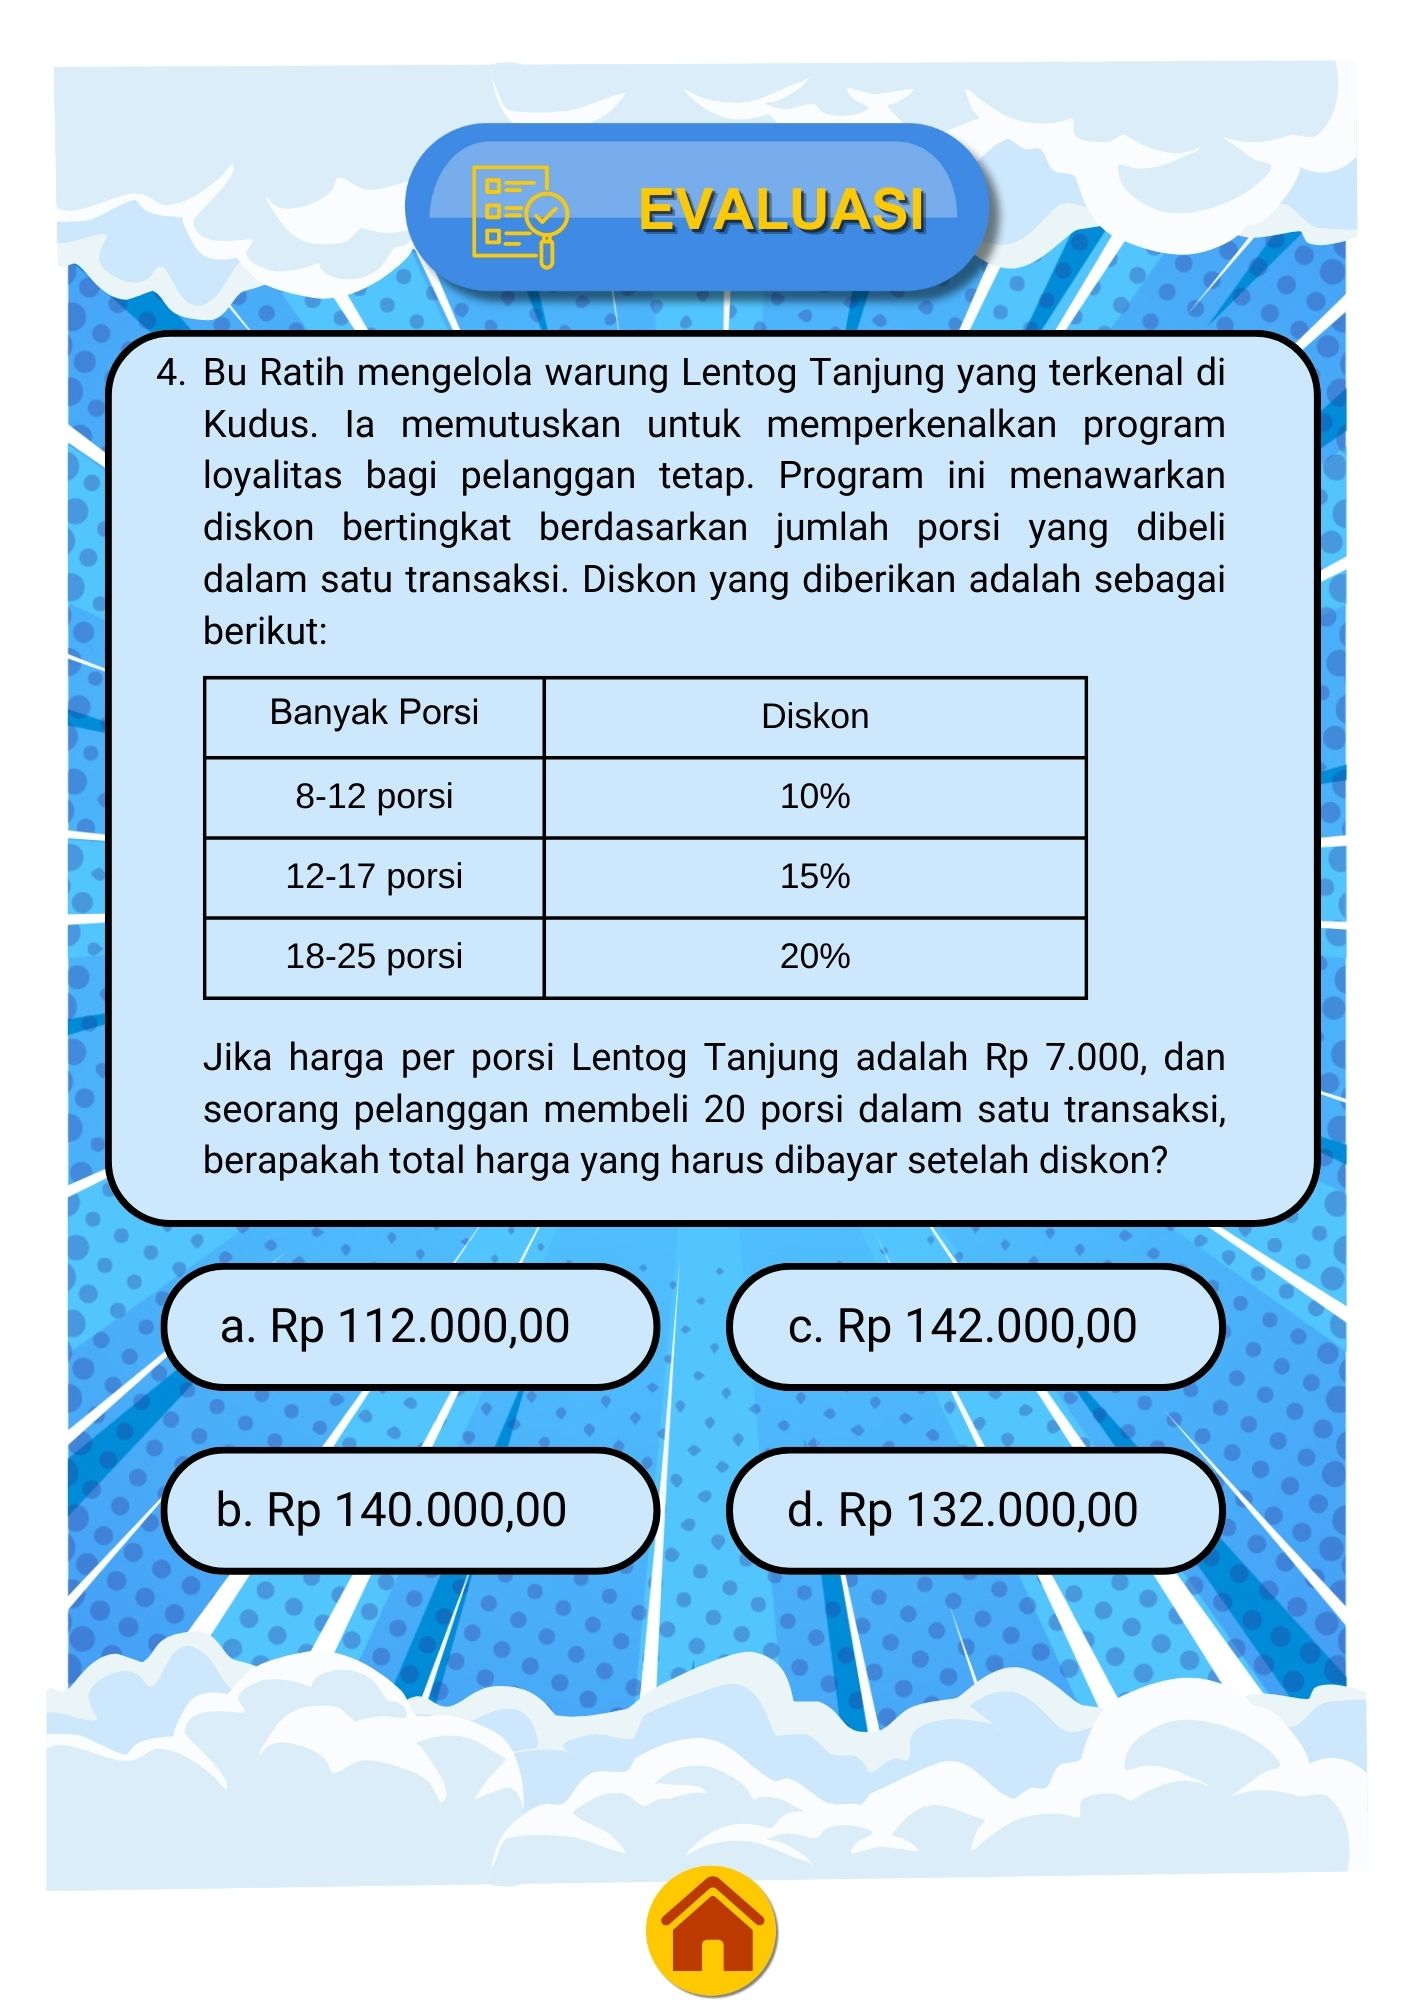 EVALUASI
4. Bu Ratih mengelola warung Lentog Tanjung yang terkenal di
Kudus. Ia memutuskan untuk memperkenalkan program
loyalitas bagi pelanggan tetap. Program ini menawarkan
diskon bertingkat berdasarkan jumlah porsi yang dibeli
dalam satu transaksi. Diskon yang diberikan adalah sebagai
berikut:
Banyak Porsi Diskon
8-12 porsi 10%
12-17 porsi 15%
18-25 porsi 20%
Jika harga per porsi Lentog Tanjung adalah Rp 7.000, dan
seorang pelanggan membeli 20 porsi dalam satu transaksi,
berapakah total harga yang harus dibayar setelah diskon?
a. Rp 112.000,00
c. Rp 142.000,00
b. Rp 140.000,00
d. Rp 132.000,00